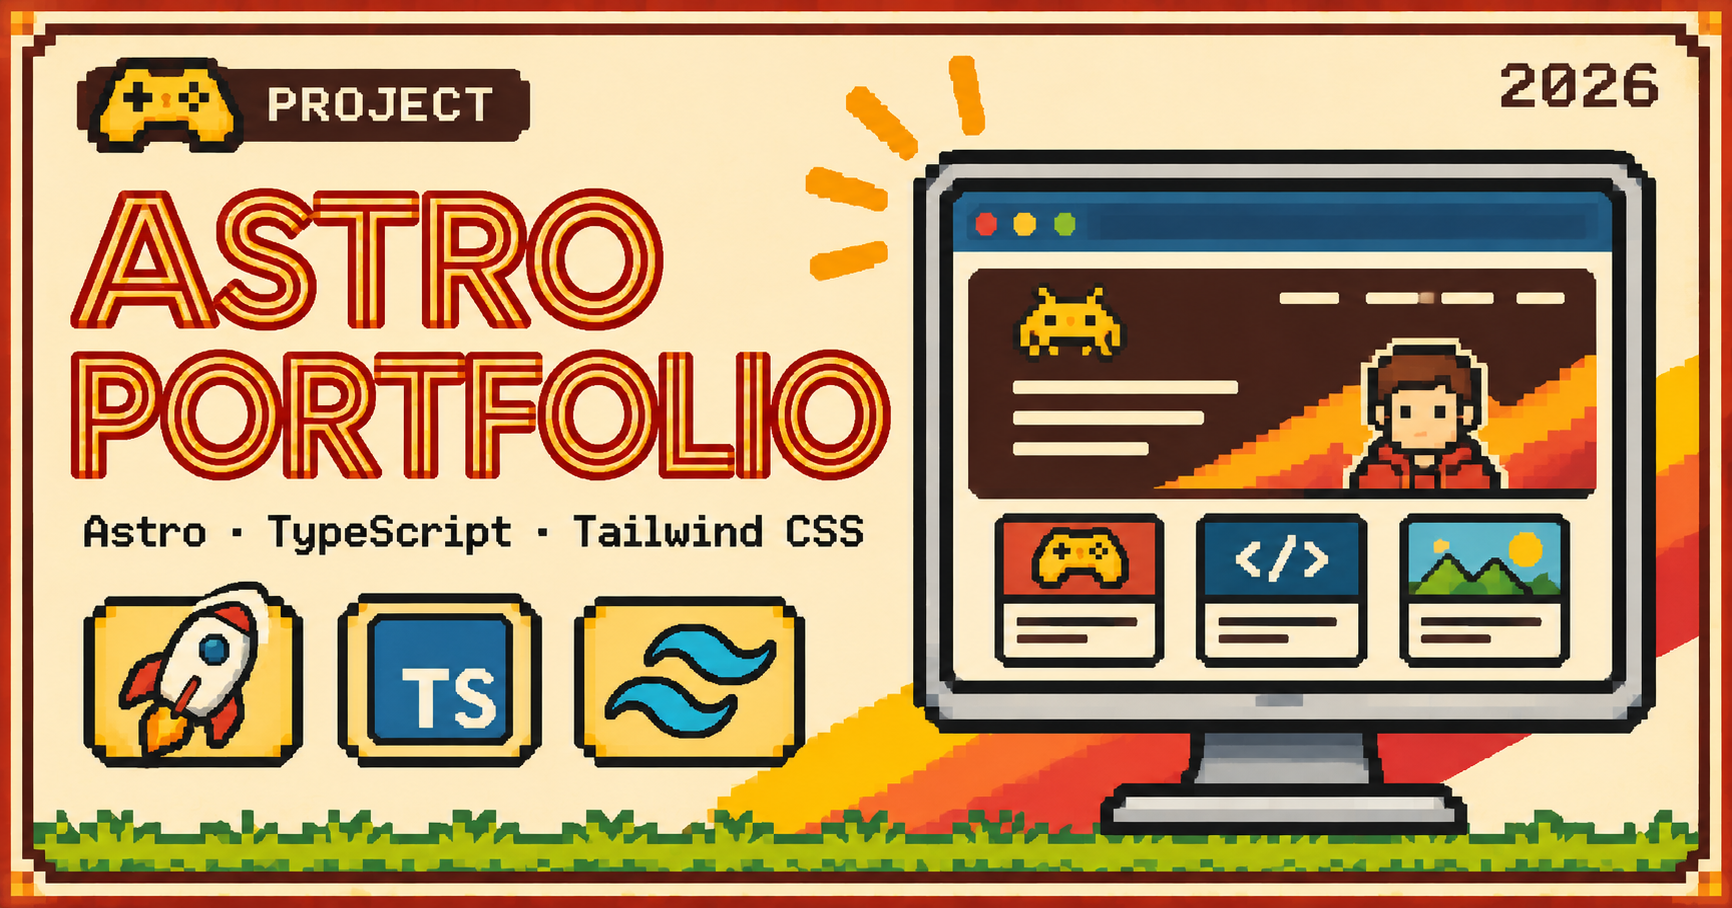 PROJECT
2026
ASTRO
PORTFOLIO
Astro · TypeScript · Tailwind CSS
TS
</>